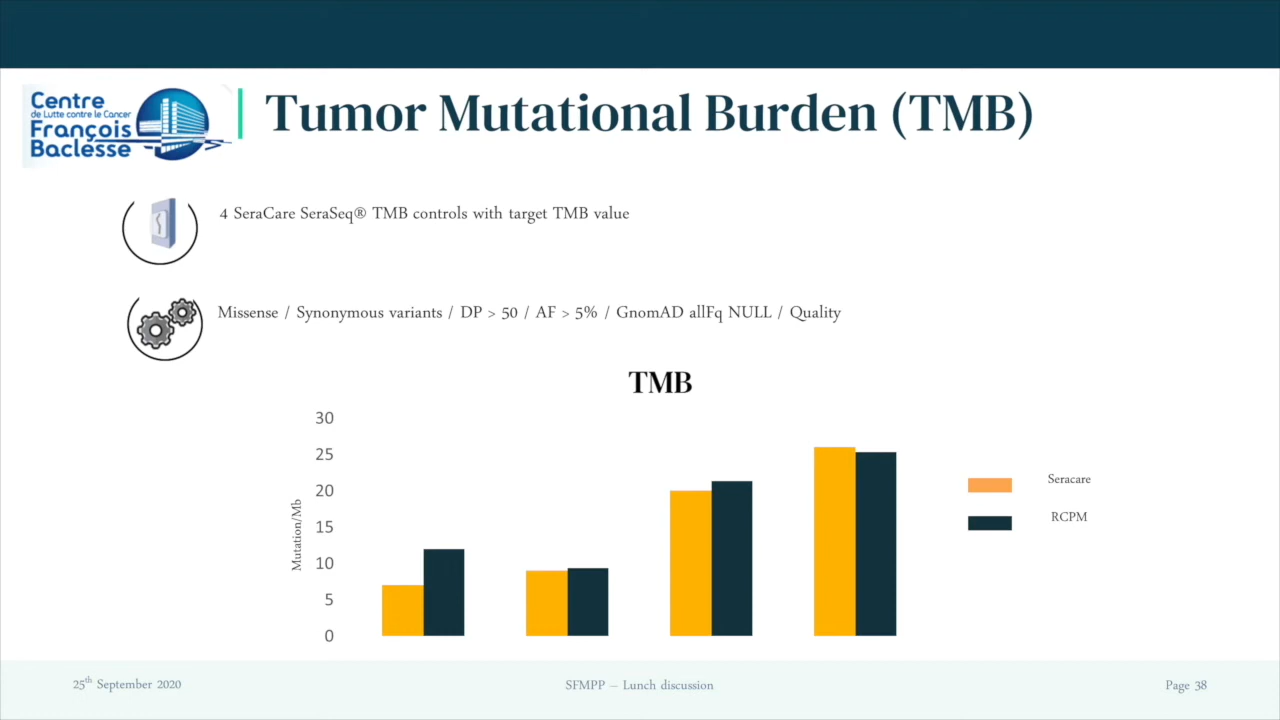 Centre
de Lutte contre le Cancer
François
Baclesse
Tumor Mutational Burden (TMB)
4 SeraCare SeraSeq® TMB controls with target TMB value
Missense / Synonymous variants / DP > 50 / AF > 5% / GnomAD allFq NULL / Quality
TMB
30
25
20
15
10
5
0
Mutation/Mb
Seracare
RCPM
25th September 2020
SFMPP – Lunch discussion
Page 38